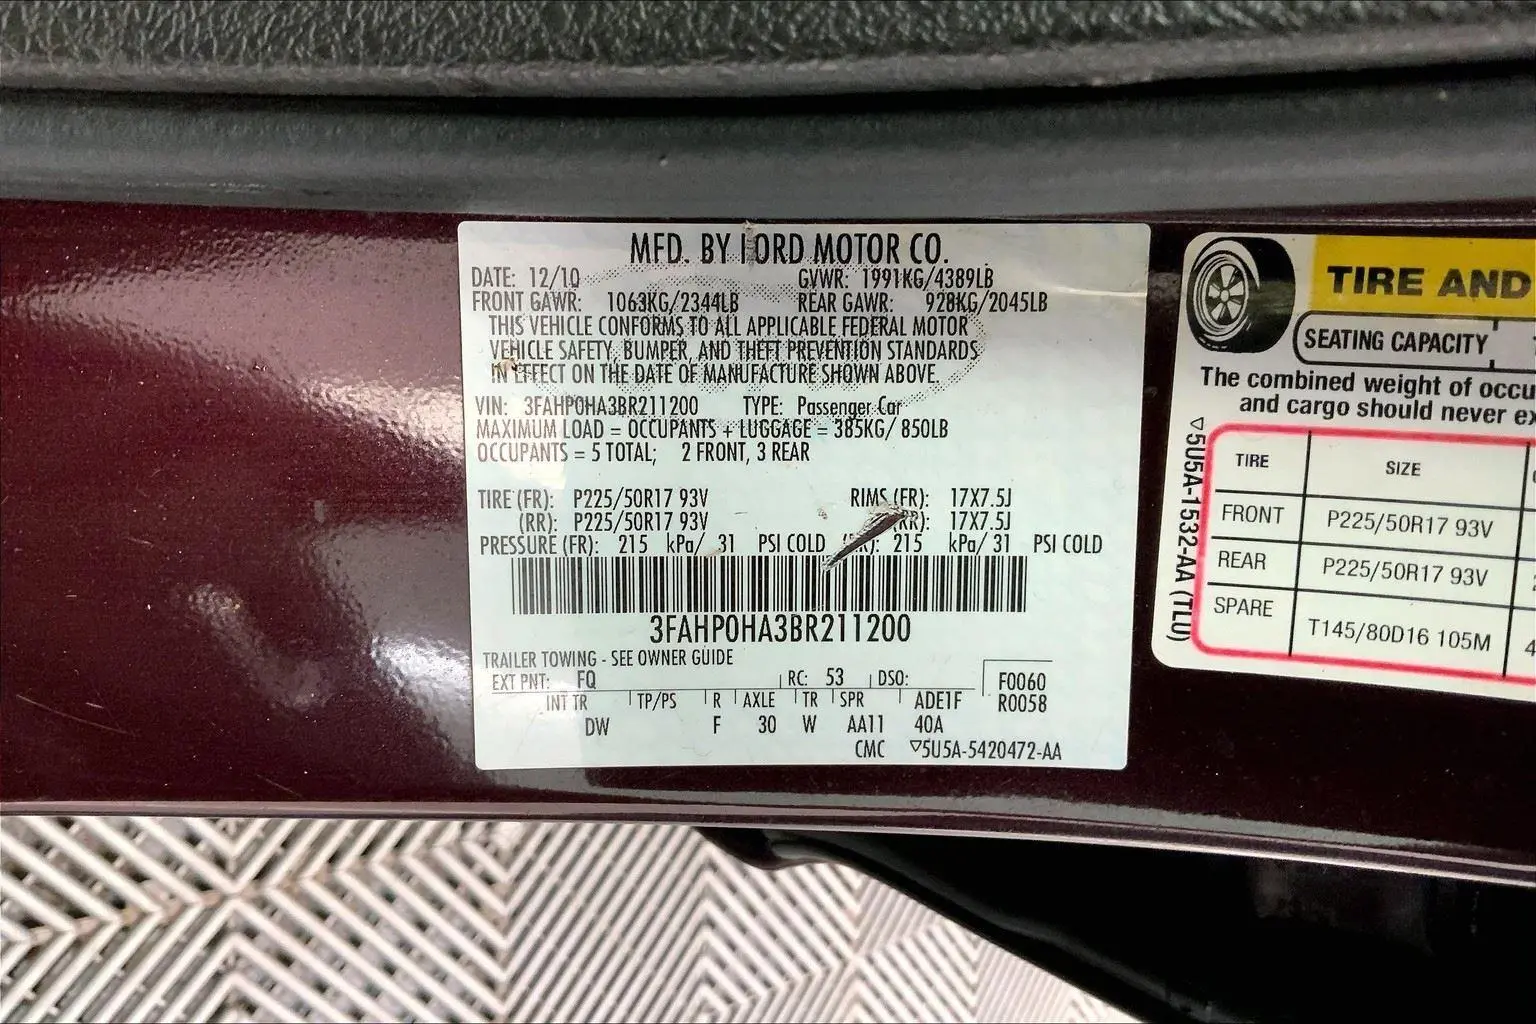 MFD. BY FORD MOTOR CO.
DATE: 12/10 GVWR: 1991KG/4389LB
FRONT GAWR: 1063KG/2344LB REAR GAWR: 928KG/2045LB
THIS VEHICLE CONFORMS TO ALL APPLICABLE FEDERAL MOTOR
VEHICLE SAFETY, BUMPER, AND THEFT PREVENTION STANDARDS
IN EFFECT ON THE DATE OF MANUFACTURE SHOWN ABOVE.
VIN: 3FAHP0HA3BR211200 TYPE: Passenger Car
MAXIMUM LOAD = OCCUPANTS + LUGGAGE = 385KG/ 850LB
OCCUPANTS = 5 TOTAL; 2 FRONT, 3 REAR
TIRE (FR): P225/50R17 93V RIMS (FR): 17X7.5J
(RR): P225/50R17 93V (RR): 17X7.5J
PRESSURE (FR): 215 kPa/ 31 PSI COLD 215 kPa/ 31 PSI COLD
3FAHP0HA3BR211200
TRAILER TOWING - SEE OWNER GUIDE
EXT PNT: FQ RC: 53 DSO: F0060
INT TR TP/PS R AXLE TR SPR ADE1F R0058
DW F 30 W AA11 40A
CMC ▽5U5A-5420472-AA
TIRE AND
SEATING CAPACITY
The combined weight of
and cargo should never
▽5U5A-1532-AA (TLU)
TIRE SIZE
FRONT P225/50R17 93V
REAR P225/50R17 93V
SPARE T145/80D16 105M